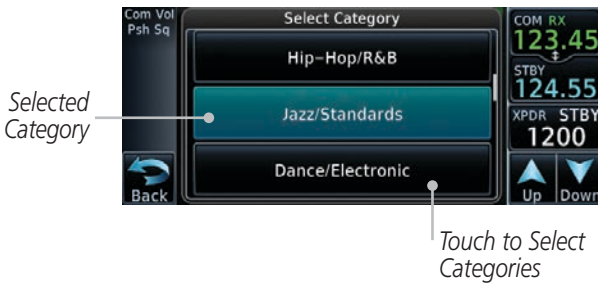 Com Vol
Psh Sq
Select Category
COM RX
123.45
Hip-Hop/R&B
STBY
124.55
Selected
Category
Jazz/Standards
XPDR STBY
1200
Dance/Electronic
Back
Up Down
Touch to Select
Categories